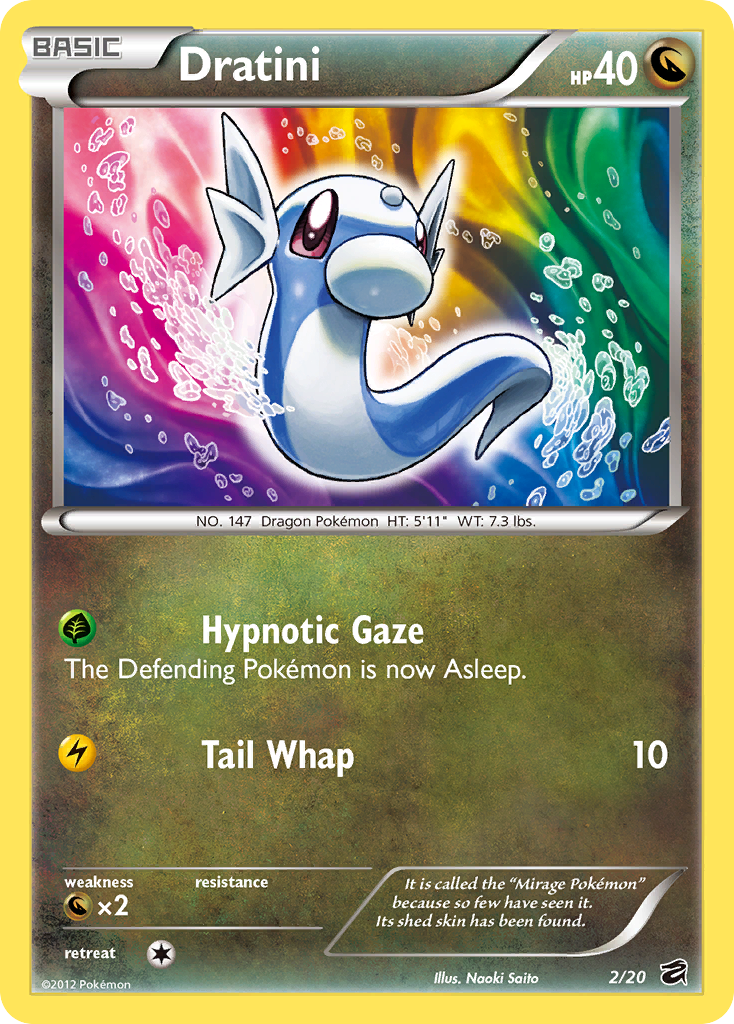 BASIC
Dratini
HP40
NO. 147 Dragon Pokémon HT: 5'11" WT: 7.3 lbs.
Hypnotic Gaze
The Defending Pokémon is now Asleep.
Tail Whap 10
weakness resistance
×2
It is called the “Mirage Pokémon”
because so few have seen it.
Its shed skin has been found.
retreat
©2012 Pokémon
Illus. Naoki Saito
2/20